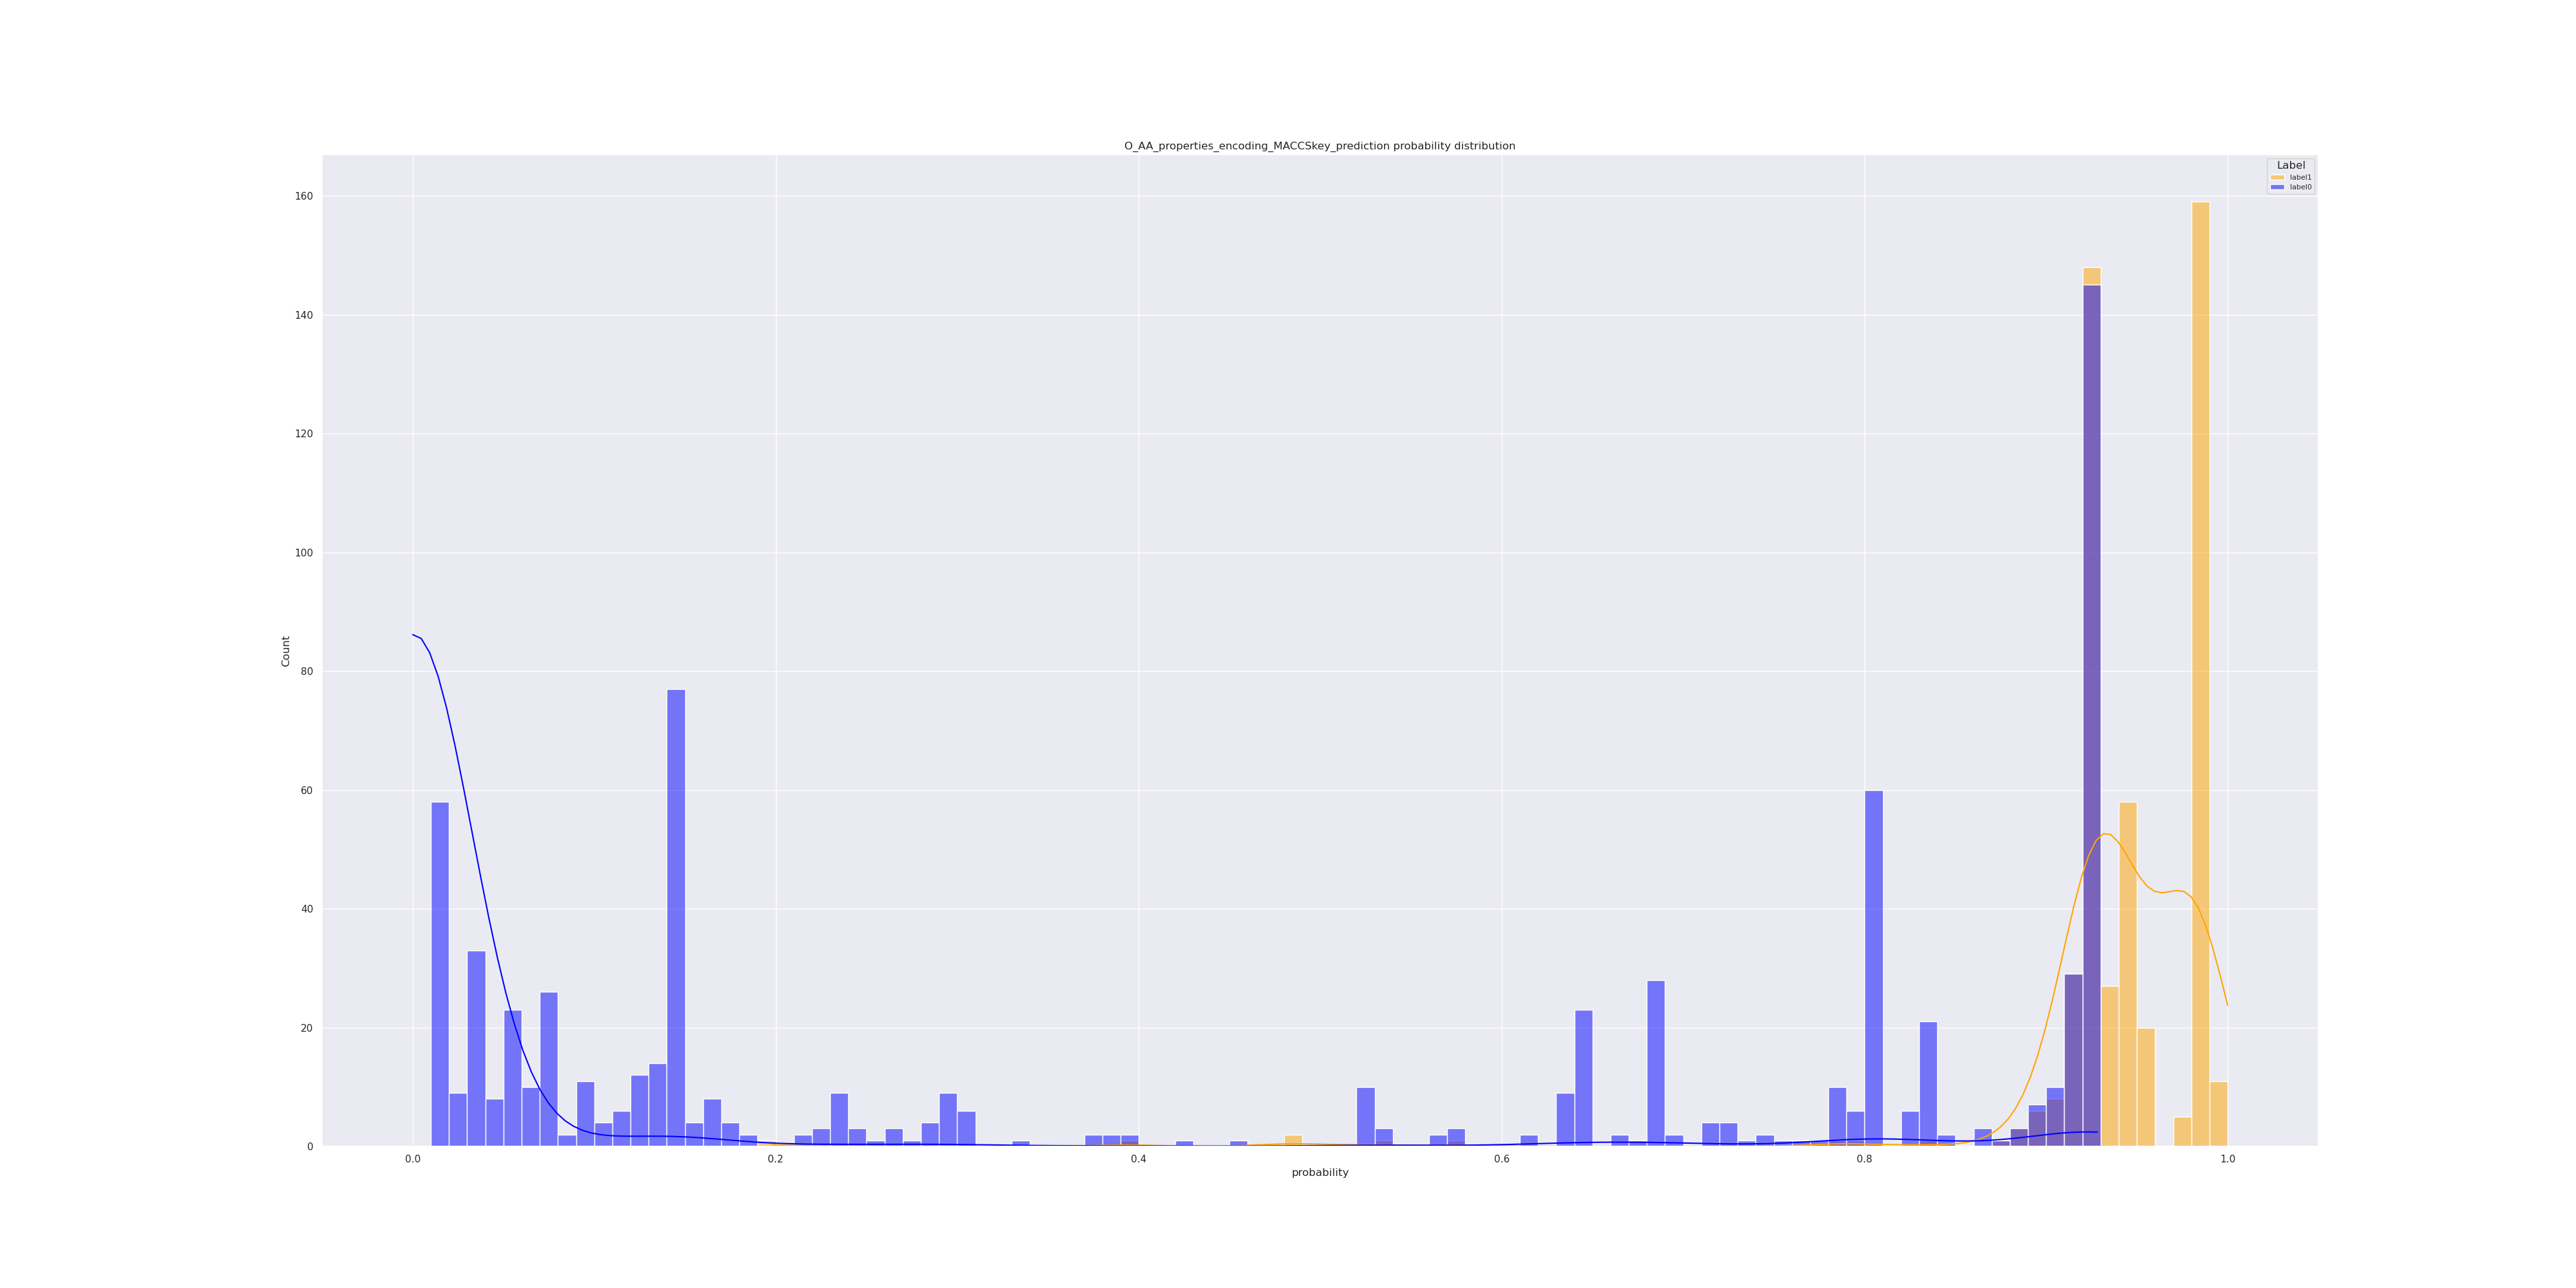 O_AA_properties_encoding_MACCSkey_prediction probability distribution
Label
label1
label0
160
140
120
100
80
60
40
20
0
Count
0.0 0.2 0.4 0.6 0.8 1.0
probability